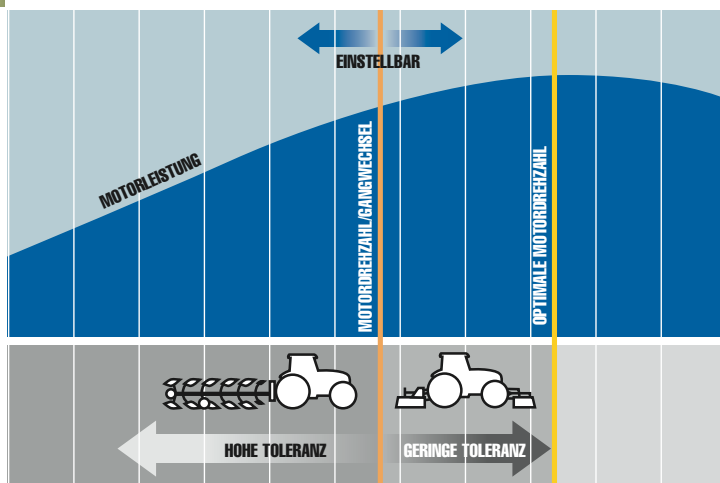 EINSTELLBAR
MOTORLEISTUNG
MOTORDREHZAHL/GANGWECHSEL
OPTIMALE MOTORDREHZAHL
HOHE TOLERANZ
GERINGE TOLERANZ